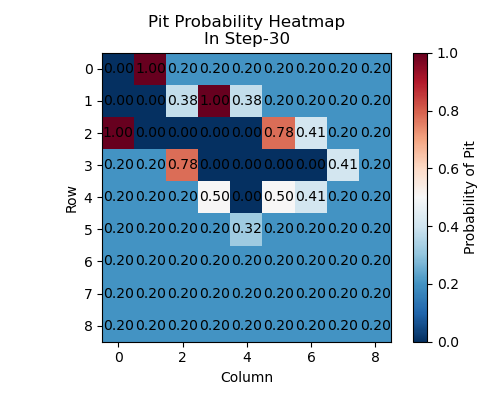 Pit Probability Heatmap
In Step-30
0 0.00 1.00 0.20 0.20 0.20 0.20 0.20 0.20 0.20
1 0.00 0.00 0.38 1.00 0.38 0.20 0.20 0.20 0.20
2 1.00 0.00 0.00 0.00 0.00 0.78 0.41 0.20 0.20
3 0.20 0.20 0.78 0.00 0.00 0.00 0.00 0.41 0.20
4 0.20 0.20 0.20 0.50 0.00 0.50 0.41 0.20 0.20
5 0.20 0.20 0.20 0.20 0.32 0.20 0.20 0.20 0.20
6 0.20 0.20 0.20 0.20 0.20 0.20 0.20 0.20 0.20
7 0.20 0.20 0.20 0.20 0.20 0.20 0.20 0.20 0.20
8 0.20 0.20 0.20 0.20 0.20 0.20 0.20 0.20 0.20
0 2 4 6 8
Column
Row
1.0
0.8
0.6
0.4
0.2
0.0
Probability of Pit